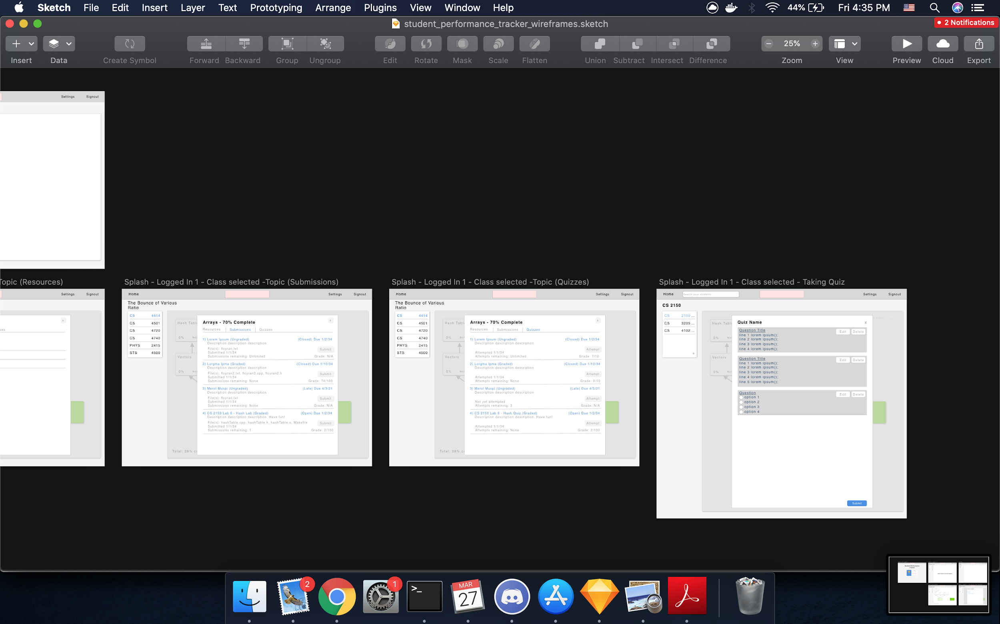 Sketch File Edit Insert Layer Text Prototyping Arrange Plugins View Window Help 44% Fri 4:35 PM
student_performance_tracker_wireframes.sketch
2 Notifications
25%
Insert Data Create Symbol Forward Backward Group Ungroup Edit Rotate Mask Scale Flatten Union Subtract Intersect Difference Zoom View Preview Cloud Export
Settings Signout
Topic (Resources)
Settings Signout
x
Splash - Logged In 1 - Class selected -Topic (Submissions)
Home Settings Signout
The Bounce of Various
Ratio
CS 4414
CS 4501
CS 4720
CS 4740
PHYS 2415
STS 4500
Hash Tabl
0%
Vectors
0%
Total: 28% c
Arrays - 70% Complete x
Resources Submissions Quizzes
1) Lorem Ipsum (Ungraded) (Closed) Due 1/2/34
Description description description
File(s): floyran.txt Submit
Submitted 1/1/34
Submissions remaining: Unlimited Grade: N/A
2) Lorgma Ipma (Graded) (Closed) Due 1/10/34
Description description description
File(s): floyran2.txt, floyran2.cpp, floyran2.h Submit
Submitted 1/1/34
Submissions remaining: None Grade: 74/100
3) Merol Muspi (Ungraded) (Late) Due 4/3/21
Description description description
File(s): floyran.txt Submit
Submitted 1/1/34
Submissions remaining: None Grade: N/A
4) CS 2150 Lab 6 - Hash Lab (Graded) (Open) Due 1/2/34
Description description description. Have fun!
File(s): hashTable.cpp, hashTable.h, hashTable.o, Makefile Submit
Submitted 1/1/34
Submissions remaining: 1 Grade: 2/100
Splash - Logged In 1 - Class selected -Topic (Quizzes)
Home Settings Signout
The Bounce of Various
Ratio
CS 4414
CS 4501
CS 4720
CS 4740
PHYS 2415
STS 4500
Hash Tabl
0%
Vectors
0%
Total: 28% c
Arrays - 70% Complete x
Resources Submissions Quizzes
1) Lorem Ipsum (Ungraded) (Closed) Due 1/2/34
Description description description
Attempt
Attempted 1/1/34
Attempts remaining: Unlimited Grade: 7/10
2) Lorgma Ipma (Graded) (Closed) Due 1/10/34
Description description description
Attempt
Attempted 1/1/34
Attempts remaining: None Grade: 9/10
3) Merol Muspi (Ungraded) (Late) Due 4/3/21
Description description description
Attempt
Not yet attempted
Attempts remaining: 3 Grade: N/A
4) CS 2150 Lab 6 - Hash Quiz (Graded) (Open) Due 1/2/34
Description description description. Have fun!
Attempt
Attempted 1/1/34
Attempts remaining: None Grade: 2/100
Splash - Logged In 1 - Class selected - Taking Quiz
Home Search your students Settings Signout
CS 2150
CS 2150 ...
CS 3205 ...
CS 4102 ...
+
Hash Tabl
0%
Vectors
0%
Quiz Name x
Question Title Edit Delete
line 1 lorem ipsum();
line 2 lorem ipsum();
line 3 lorem ipsum();
line 4 lorem ipsum();
Question Title Edit Delete
line 1 lorem ipsum();
line 2 lorem ipsum();
line 3 lorem ipsum();
line 4 lorem ipsum();
line 5 lorem ipsum();
Question Edit Delete
option 1
option 2
option 3
option 4
Submit
2
1
>_
MAR
27
Student Performance
Tracker